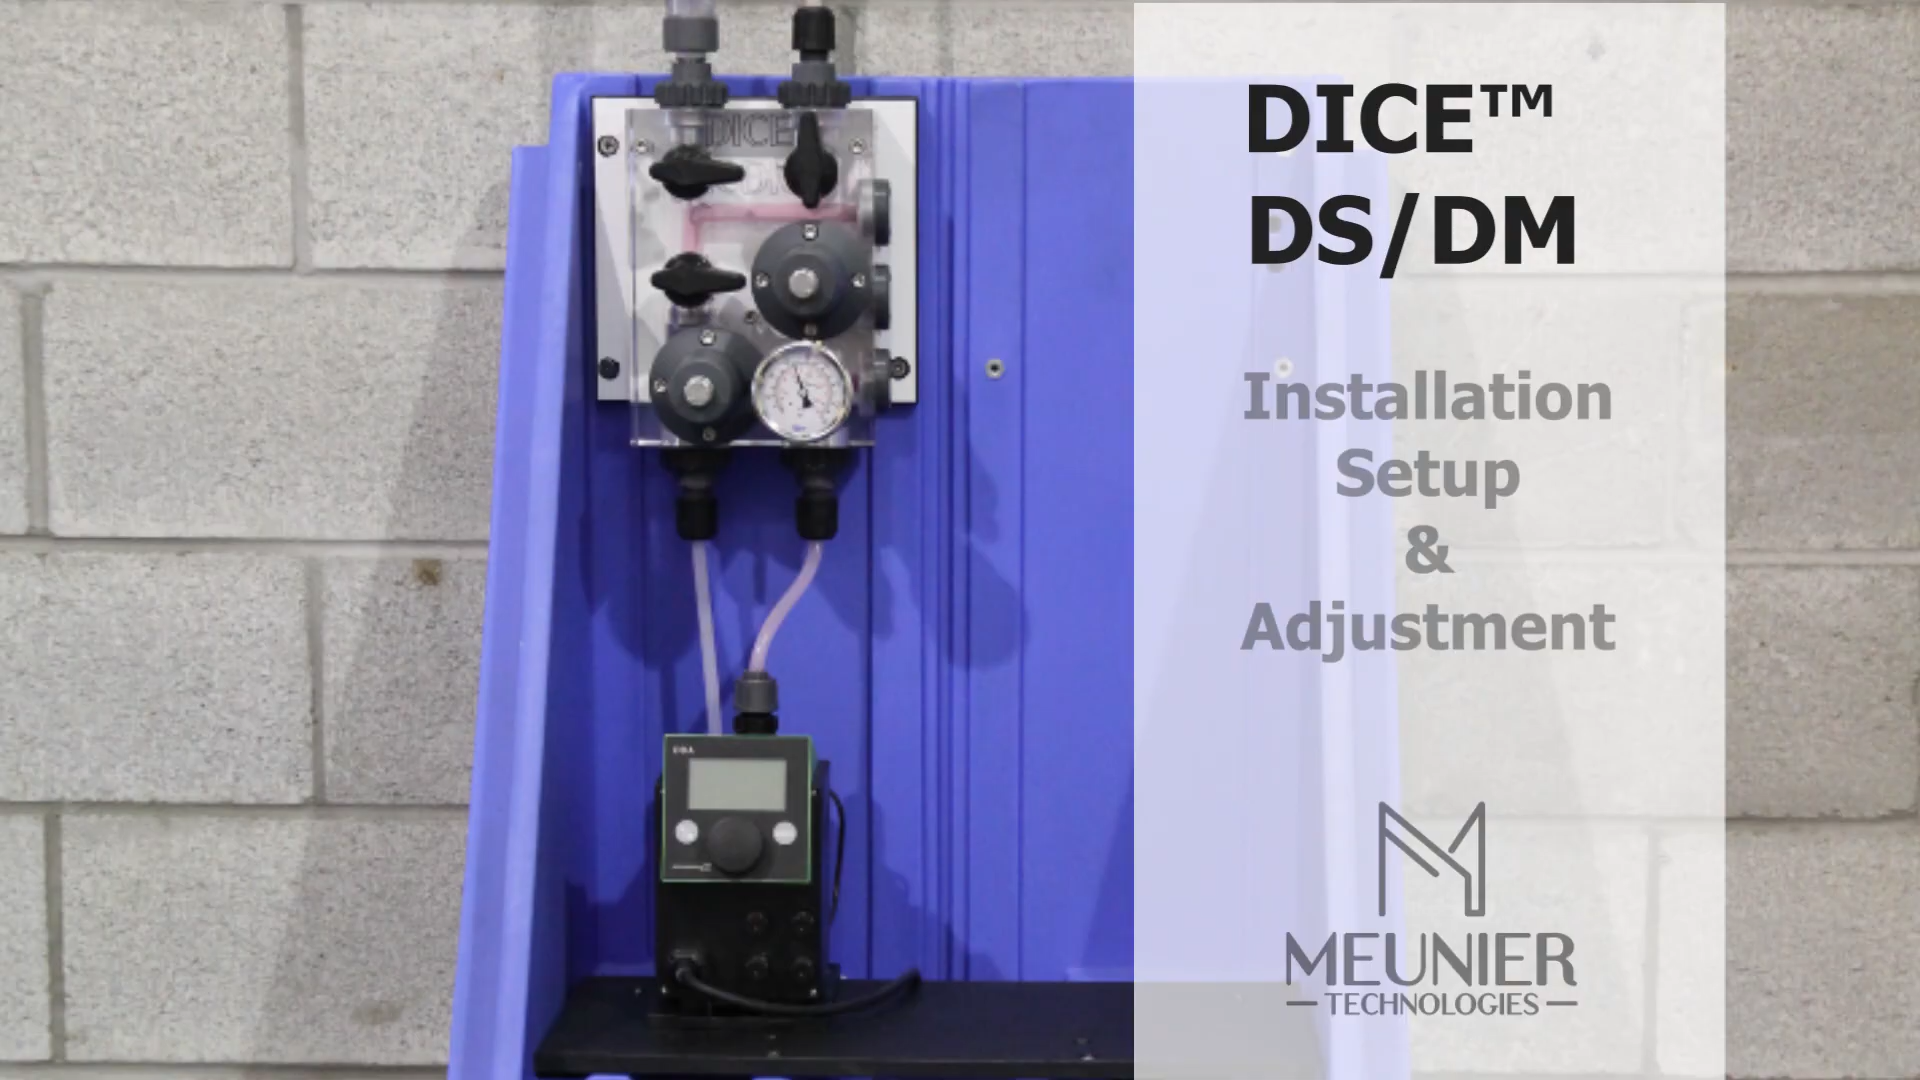 DICE
DICE™
DS/DM
Installation
Setup
&
Adjustment
MEUNIER
TECHNOLOGIES